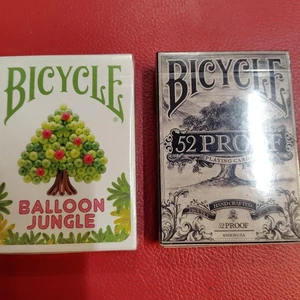 BICYCLE
BALLOON
JUNGLE
BICYCLE
52 PROOF
PLAYING CARDS
HANDCRAFTED
52 PROOF